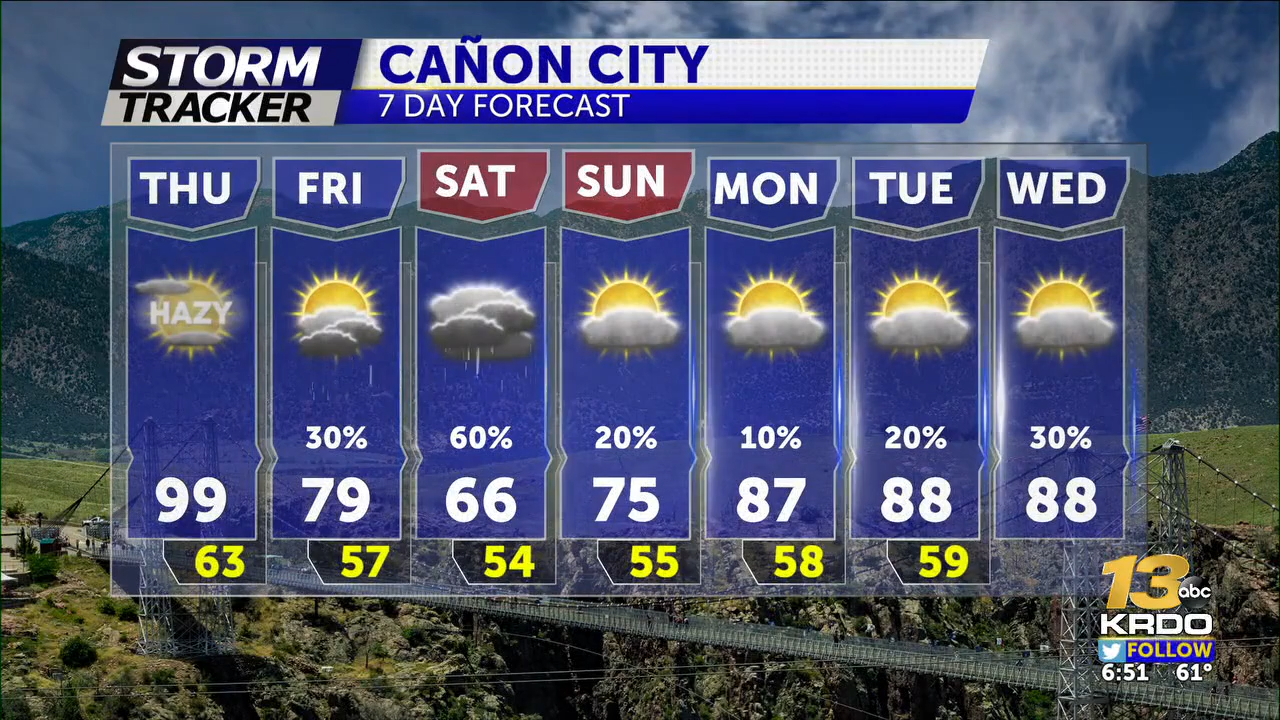 STORM
TRACKER
CAÑON CITY
7 DAY FORECAST
THU FRI SAT SUN MON TUE WED
HAZY
30% 60% 20% 10% 20% 30%
99 79 66 75 87 88 88
63 57 54 55 58 59
13 abc
KRDO
FOLLOW
6:51 61°